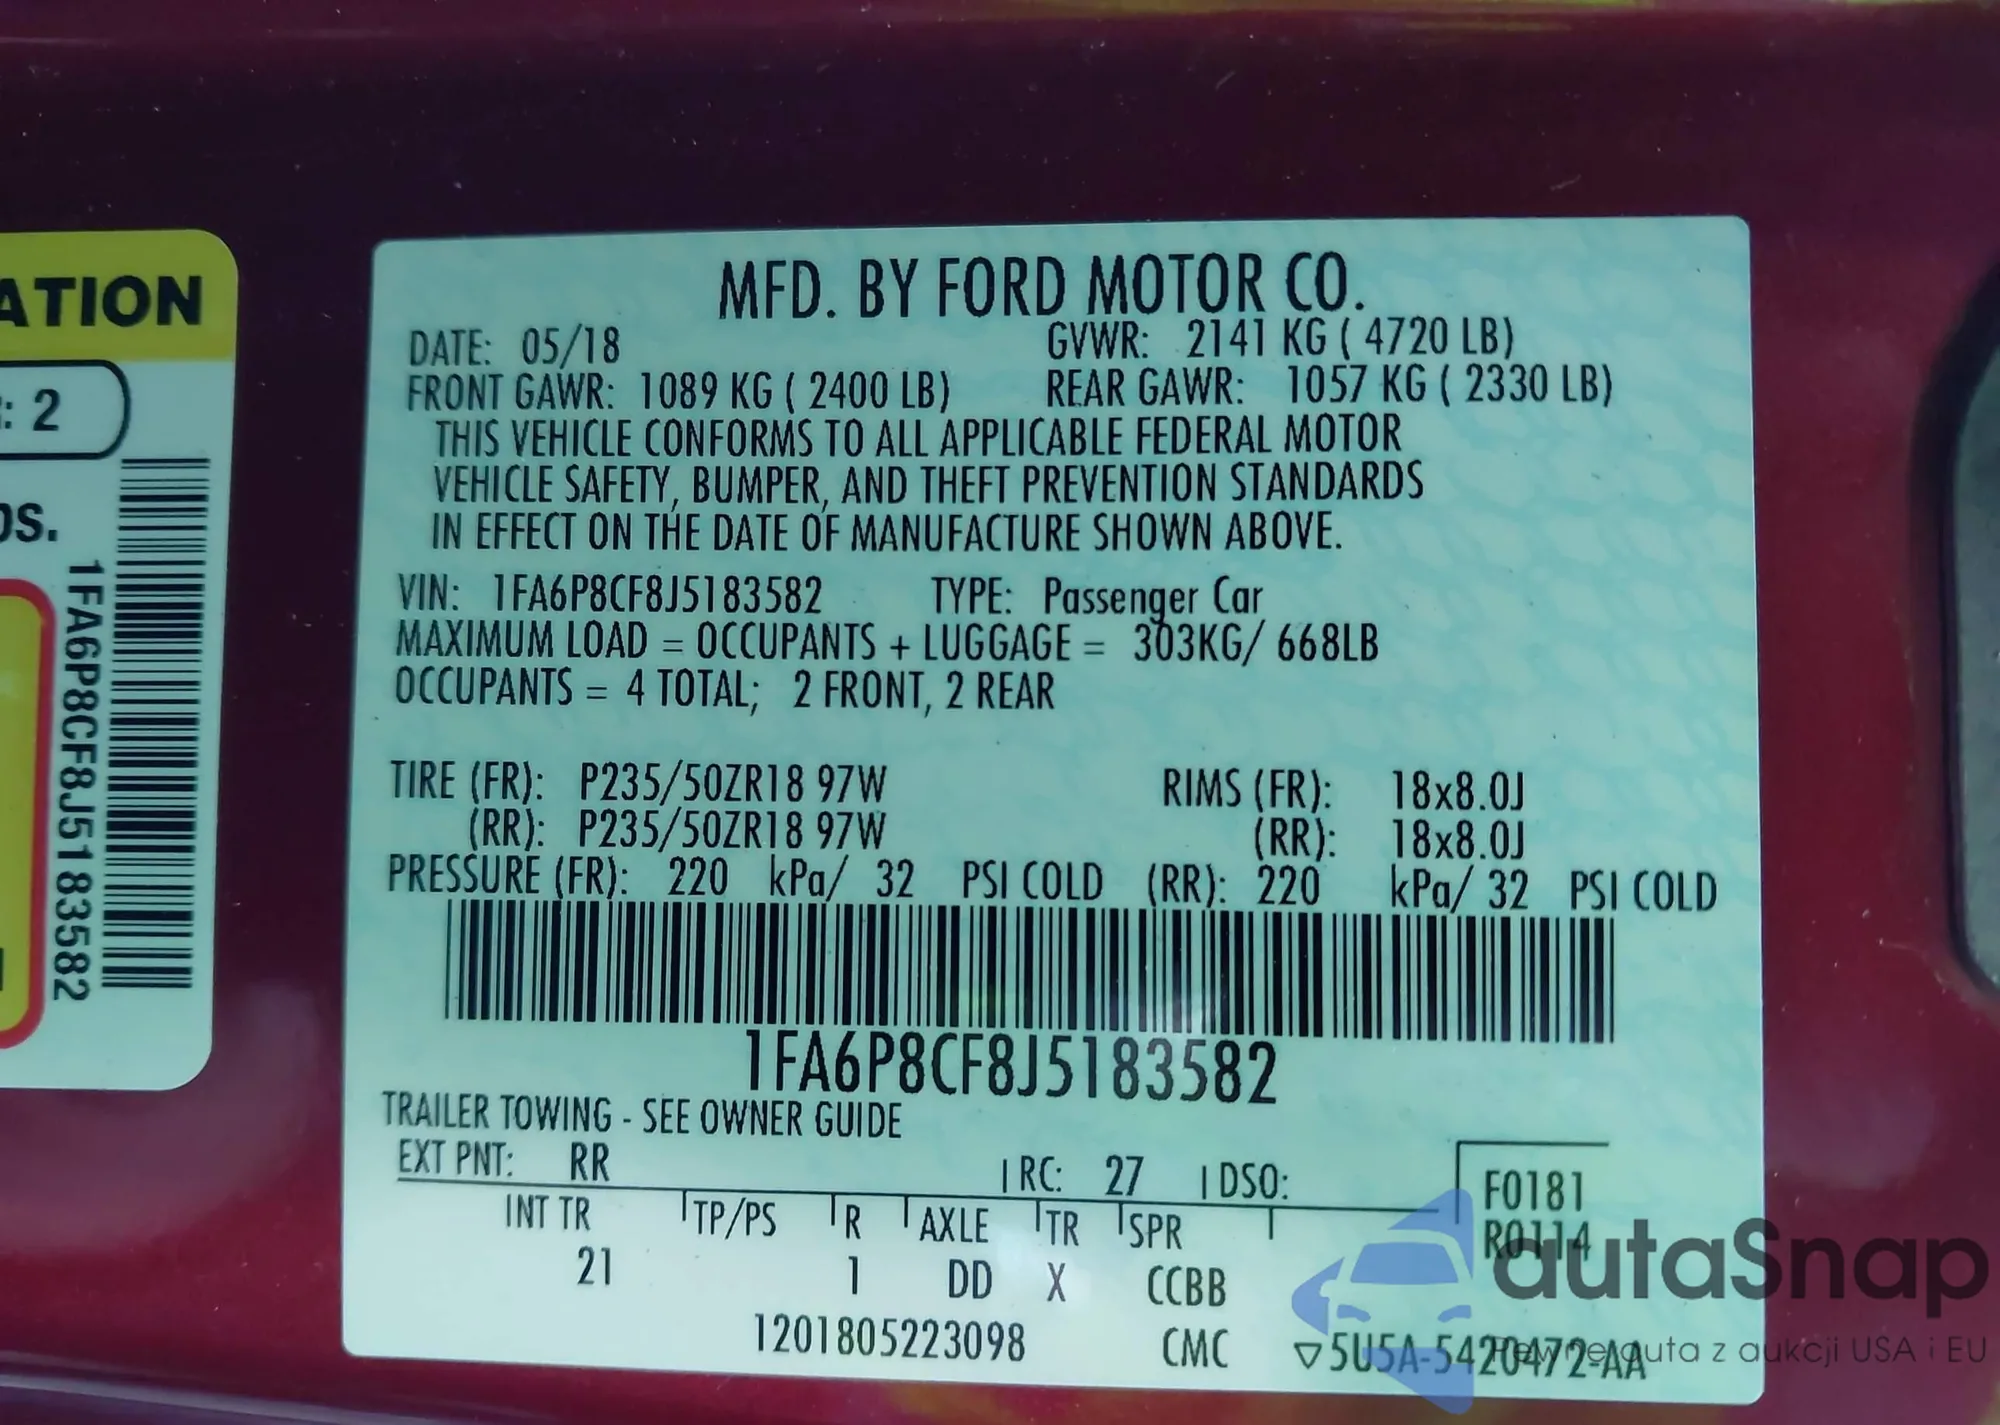 ATION
: 2
os.
1FA6P8CF8J5183582
MFD. BY FORD MOTOR CO.
DATE: 05/18 GVWR: 2141 KG ( 4720 LB)
FRONT GAWR: 1089 KG ( 2400 LB) REAR GAWR: 1057 KG ( 2330 LB)
THIS VEHICLE CONFORMS TO ALL APPLICABLE FEDERAL MOTOR
VEHICLE SAFETY, BUMPER, AND THEFT PREVENTION STANDARDS
IN EFFECT ON THE DATE OF MANUFACTURE SHOWN ABOVE.
VIN: 1FA6P8CF8J5183582 TYPE: Passenger Car
MAXIMUM LOAD = OCCUPANTS + LUGGAGE = 303KG/ 668LB
OCCUPANTS = 4 TOTAL; 2 FRONT, 2 REAR
TIRE (FR): P235/50ZR18 97W RIMS (FR): 18x8.0J
(RR): P235/50ZR18 97W (RR): 18x8.0J
PRESSURE (FR): 220 kPa/ 32 PSI COLD (RR): 220 kPa/ 32 PSI COLD
1FA6P8CF8J5183582
TRAILER TOWING - SEE OWNER GUIDE
EXT PNT: RR RC: 27 DSO: F0181
INT TR TP/PS R AXLE TR SPR R0114
21 1 DD X CCBB
1201805223098 CMC ▽5U5A-5420472-AA
autaSnap
Pewne auta z aukcji USA i EU